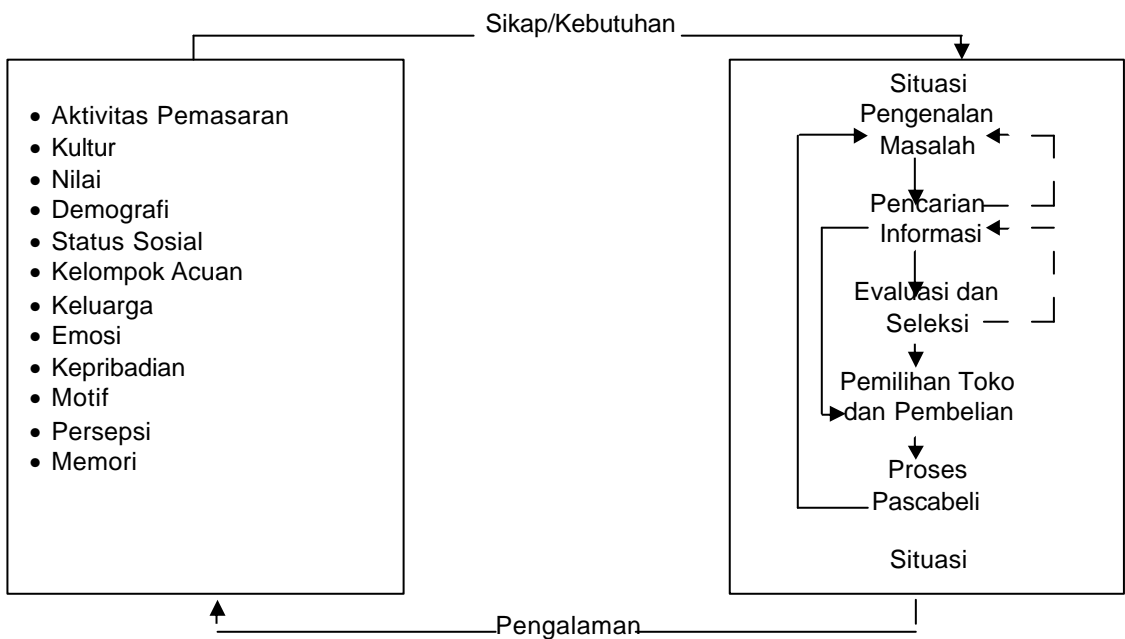 Sikap/Kebutuhan
• Aktivitas Pemasaran
• Kultur
• Nilai
• Demografi
• Status Sosial
• Kelompok Acuan
• Keluarga
• Emosi
• Kepribadian
• Motif
• Persepsi
• Memori
Situasi
Pengenalan
Masalah
Pencarian
Informasi
Evaluasi dan
Seleksi
Pemilihan Toko
dan Pembelian
Proses
Pascabeli
Situasi
Pengalaman